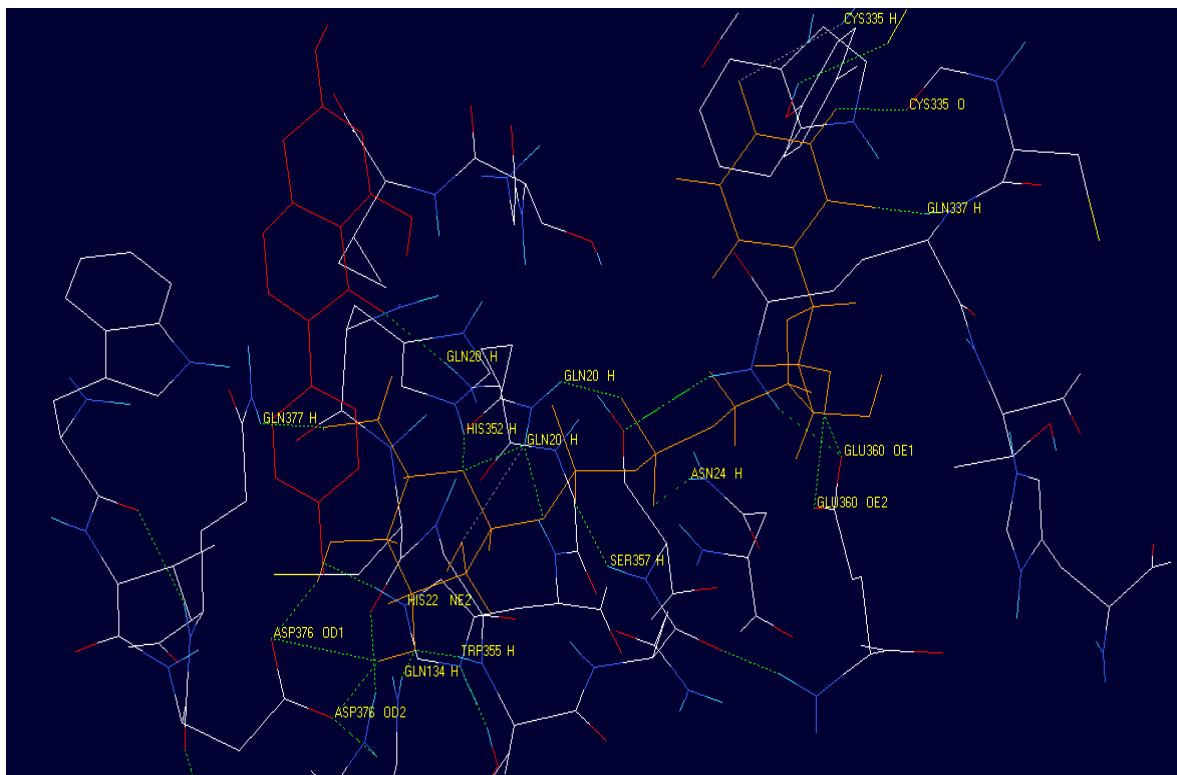 CYS335 H
CYS335 O
GLN337 H
GLN20 H
GLN20 H
GLN377 H
HIS352 H
GLN20 H
GLU360 OE1
ASN24 H
GLU360 OE2
SER357 H
HIS22 NE2
ASP376 OD1
TRP355 H
GLN134 H
ASP376 OD2